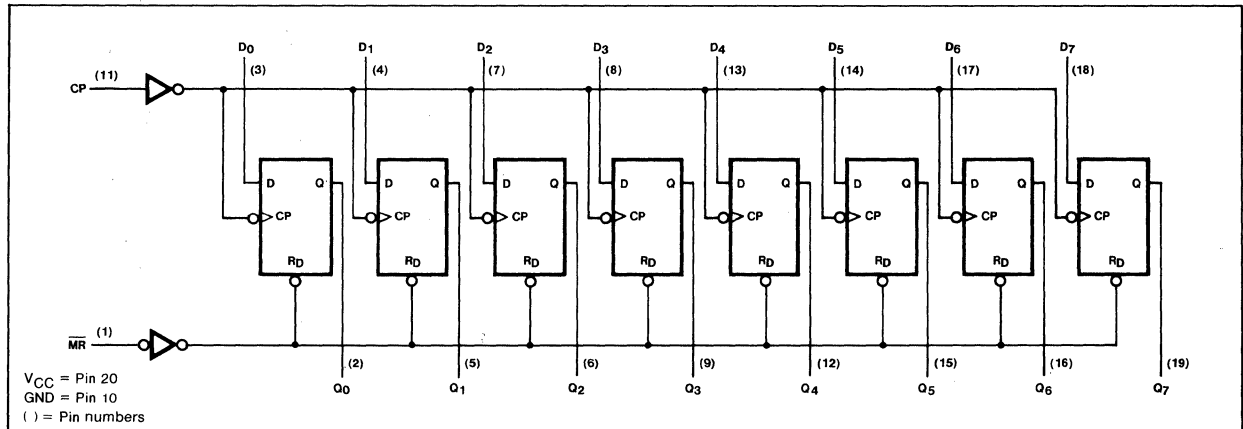 D0 D1 D2 D3 D4 D5 D6 D7
CP (11) (3) (4) (7) (8) (13) (14) (17) (18)
D Q D Q D Q D Q D Q D Q D Q D Q
CP CP CP CP CP CP CP CP
RD RD RD RD RD RD RD RD
MR (1)
(2) (5) (6) (9) (12) (15) (16) (19)
Q0 Q1 Q2 Q3 Q4 Q5 Q6 Q7
VCC = Pin 20
GND = Pin 10
( ) = Pin numbers